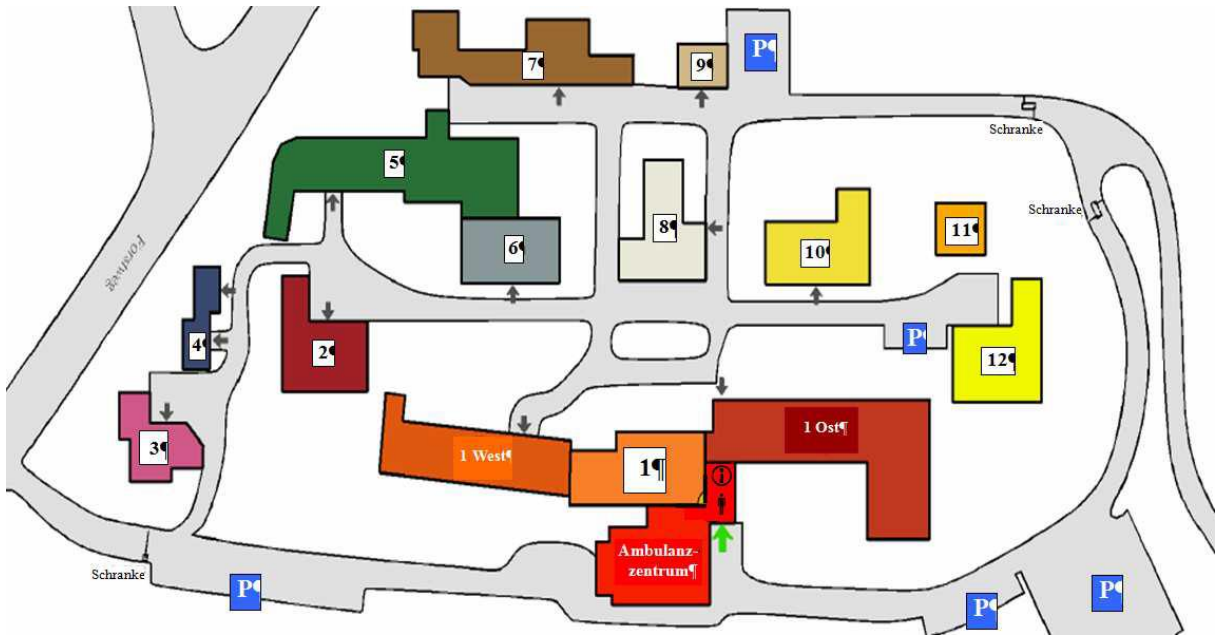 7¶
9¶
P¶
Schranke
5¶
Schranke
8¶
11¶
6¶
10¶
Forstweg
4¶
2¶
P¶
12¶
3¶
1 West¶
1¶
1 Ost¶
i
Ambulanz-
zentrum¶
Schranke
P¶
P¶
P¶